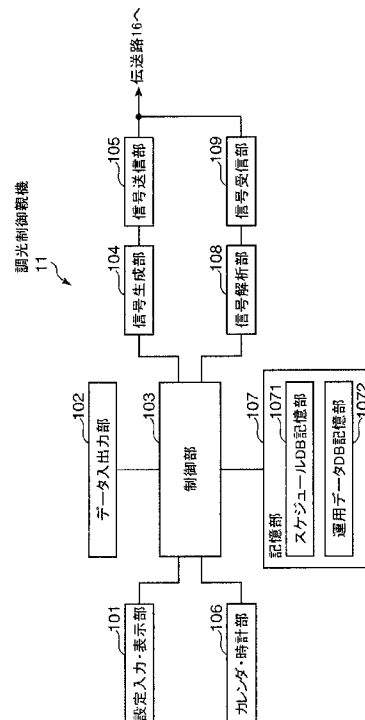 調光制御親機
11
101
設定入力・表示部
106
カレンダ・時計部
102
データ入出力部
103
制御部
107
記憶部
1071
スケジュールDB記憶部
1072
運用データDB記憶部
104
信号生成部
105
信号送信部
108
信号解析部
109
信号受信部
伝送路16へ